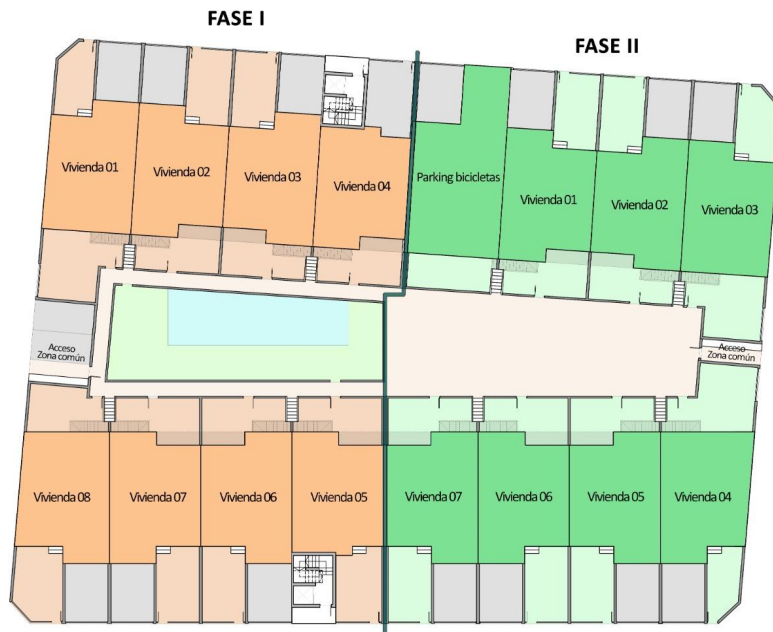 FASE I
FASE II
Vivienda 01
Vivienda 02
Vivienda 03
Vivienda 04
Parking bicicletas
Vivienda 01
Vivienda 02
Vivienda 03
Acceso
Zona común
Acceso
Zona común
Vivienda 08
Vivienda 07
Vivienda 06
Vivienda 05
Vivienda 07
Vivienda 06
Vivienda 05
Vivienda 04